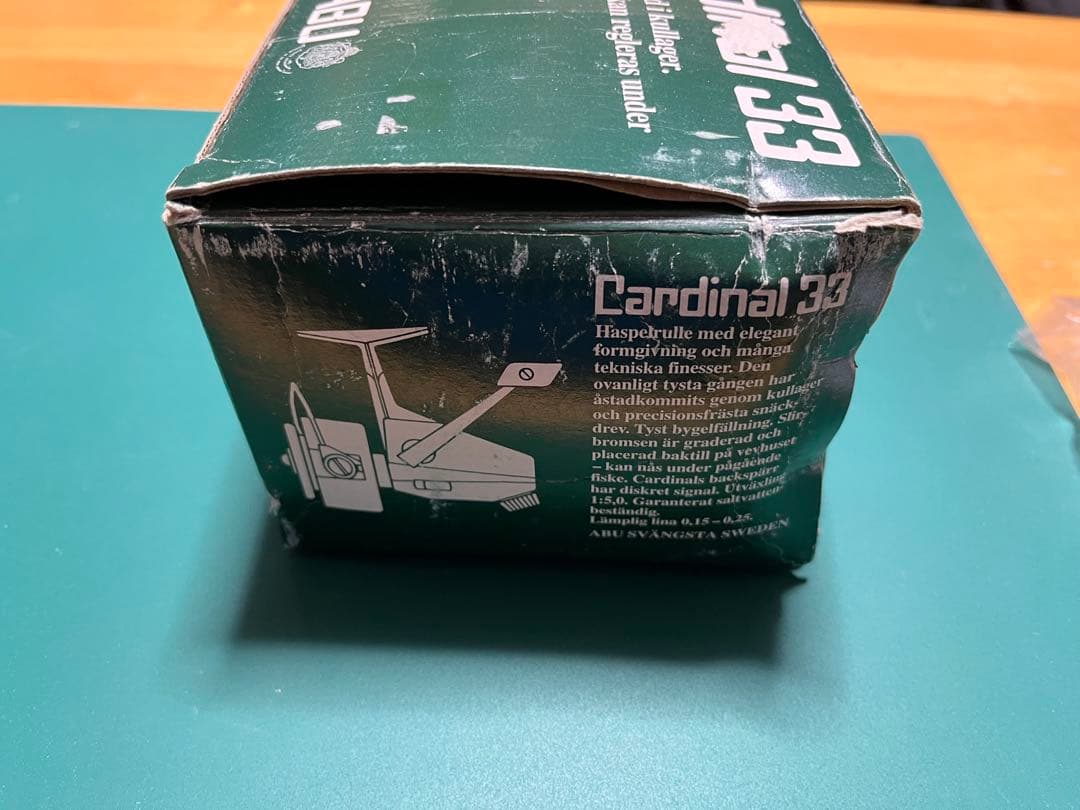 ABU
33
i kullager.
kan regleras under
Cardinal 33
Haspelrulle med elegant
formgivning och många
tekniska finesser. Den
ovanligt tysta gången har
åstadkommits genom kullager
och precisionsfrästa snäck-
drev. Tyst bygelfällning. Slir-
bromsen är graderad och
placerad baktill på vevhuset
– kan nås under pågående
fiske. Cardinals backspärr
har diskret signal. Utväxling
1:5,0. Garanterat saltvatten-
beständig.
Lämplig lina 0,15 – 0,25.
ABU SVÄNGSTA SWEDEN